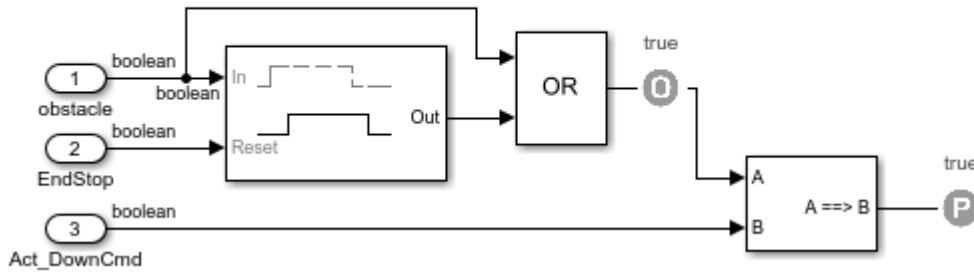 boolean
1
obstacle
boolean
In
Out
boolean
2
EndStop
Reset
OR
true
O
boolean
3
Act_DownCmd
A
A ==> B
B
true
P